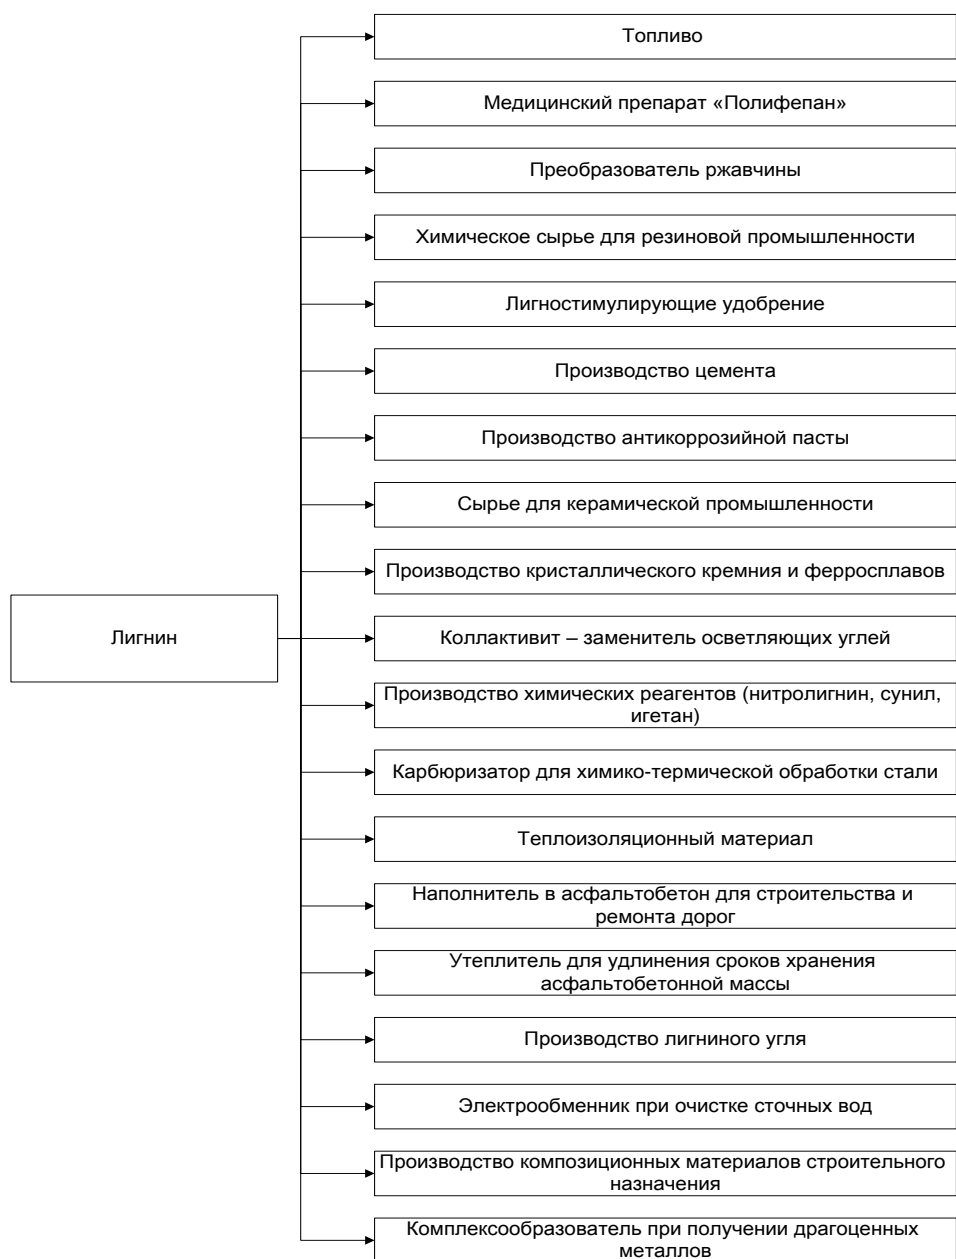 Топливо
Медицинский препарат «Полифепан»
Преобразователь ржавчины
Химическое сырье для резиновой промышленности
Лигностимулирующие удобрение
Производство цемента
Производство антикоррозийной пасты
Сырье для керамической промышленности
Производство кристаллического кремния и ферросплавов
Лигнин
Коллактивит – заменитель осветляющих углей
Производство химических реагентов (нитролигнин, сунил,
игетан)
Карбюризатор для химико-термической обработки стали
Теплоизоляционный материал
Наполнитель в асфальтобетон для строительства и
ремонта дорог
Утеплитель для удлинения сроков хранения
асфальтобетонной массы
Производство лигниного угля
Электрообменник при очистке сточных вод
Производство композиционных материалов строительного
назначения
Комплексообразователь при получении драгоценных
металлов